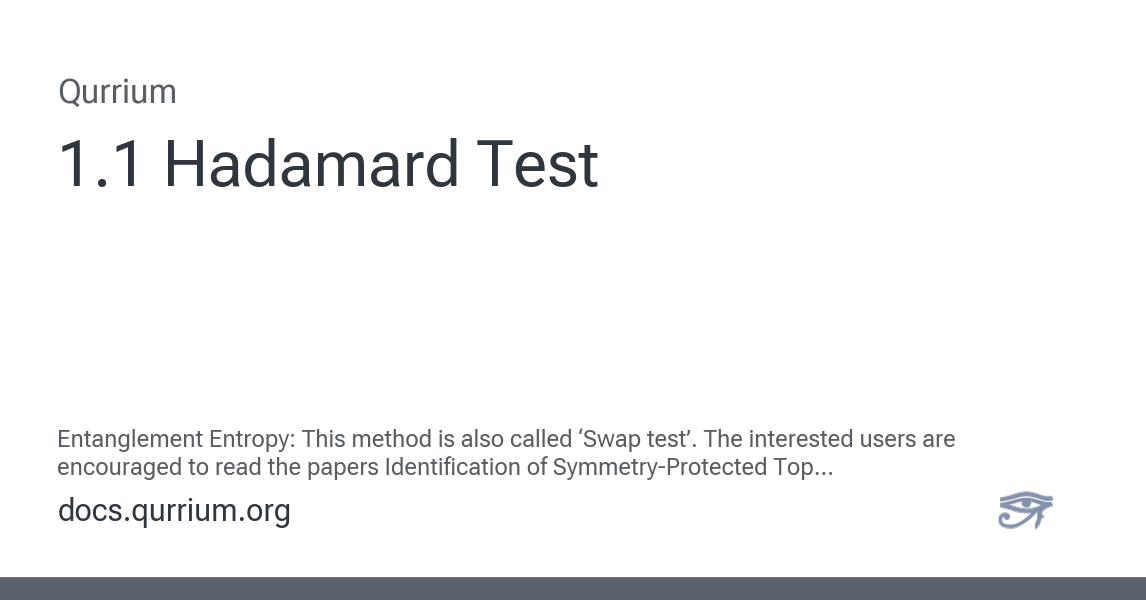 Qurrium
1.1 Hadamard Test
Entanglement Entropy: This method is also called ‘Swap test’. The interested users are
encouraged to read the papers Identification of Symmetry-Protected Top...
docs.qurrium.org